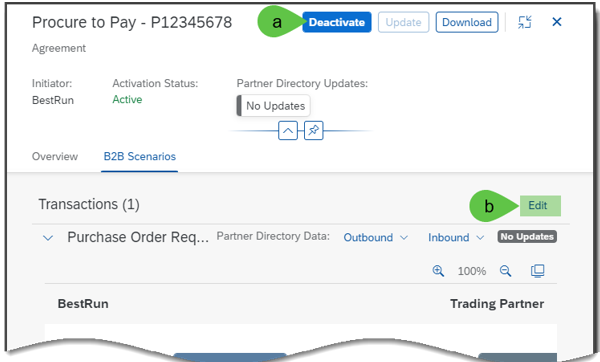 Procure to Pay - P12345678 a Deactivate Update Download
Agreement
Initiator: Activation Status: Partner Directory Updates:
BestRun Active No Updates
Overview B2B Scenarios
Transactions (1) b Edit
Purchase Order Req... Partner Directory Data: Outbound Inbound No Updates
100%
BestRun Trading Partner